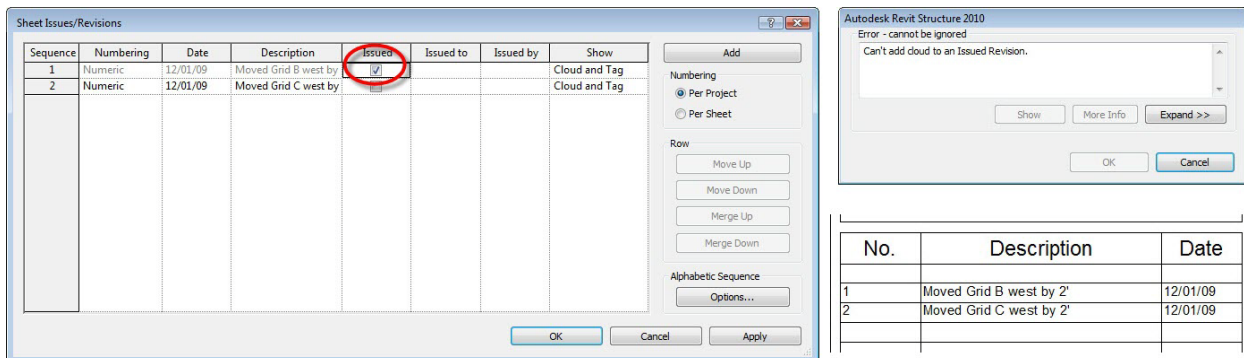 Sheet Issues/Revisions
Sequence Numbering Date Description Issued Issued to Issued by Show
1 Numeric 12/01/09 Moved Grid B west by Cloud and Tag
2 Numeric 12/01/09 Moved Grid C west by Cloud and Tag
Add
Numbering
Per Project
Per Sheet
Row
Move Up
Move Down
Merge Up
Merge Down
Alphabetic Sequence
Options...
OK Cancel Apply
Autodesk Revit Structure 2010
Error - cannot be ignored
Can't add cloud to an Issued Revision.
Show More Info Expand >>
OK Cancel
No. Description Date
1 Moved Grid B west by 2' 12/01/09
2 Moved Grid C west by 2' 12/01/09